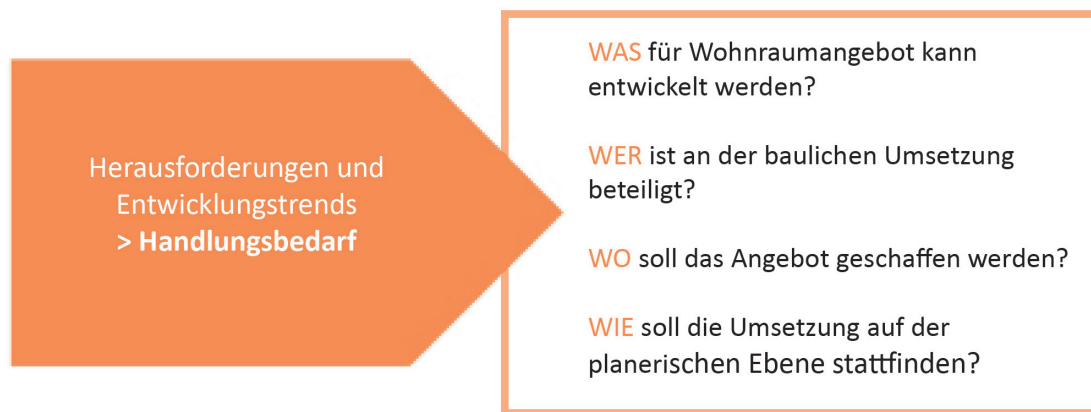 Herausforderungen und
Entwicklungstrends
> Handlungsbedarf
WAS für Wohnraumangebot kann
entwickelt werden?
WER ist an der baulichen Umsetzung
beteiligt?
WO soll das Angebot geschaffen werden?
WIE soll die Umsetzung auf der
planerischen Ebene stattfinden?